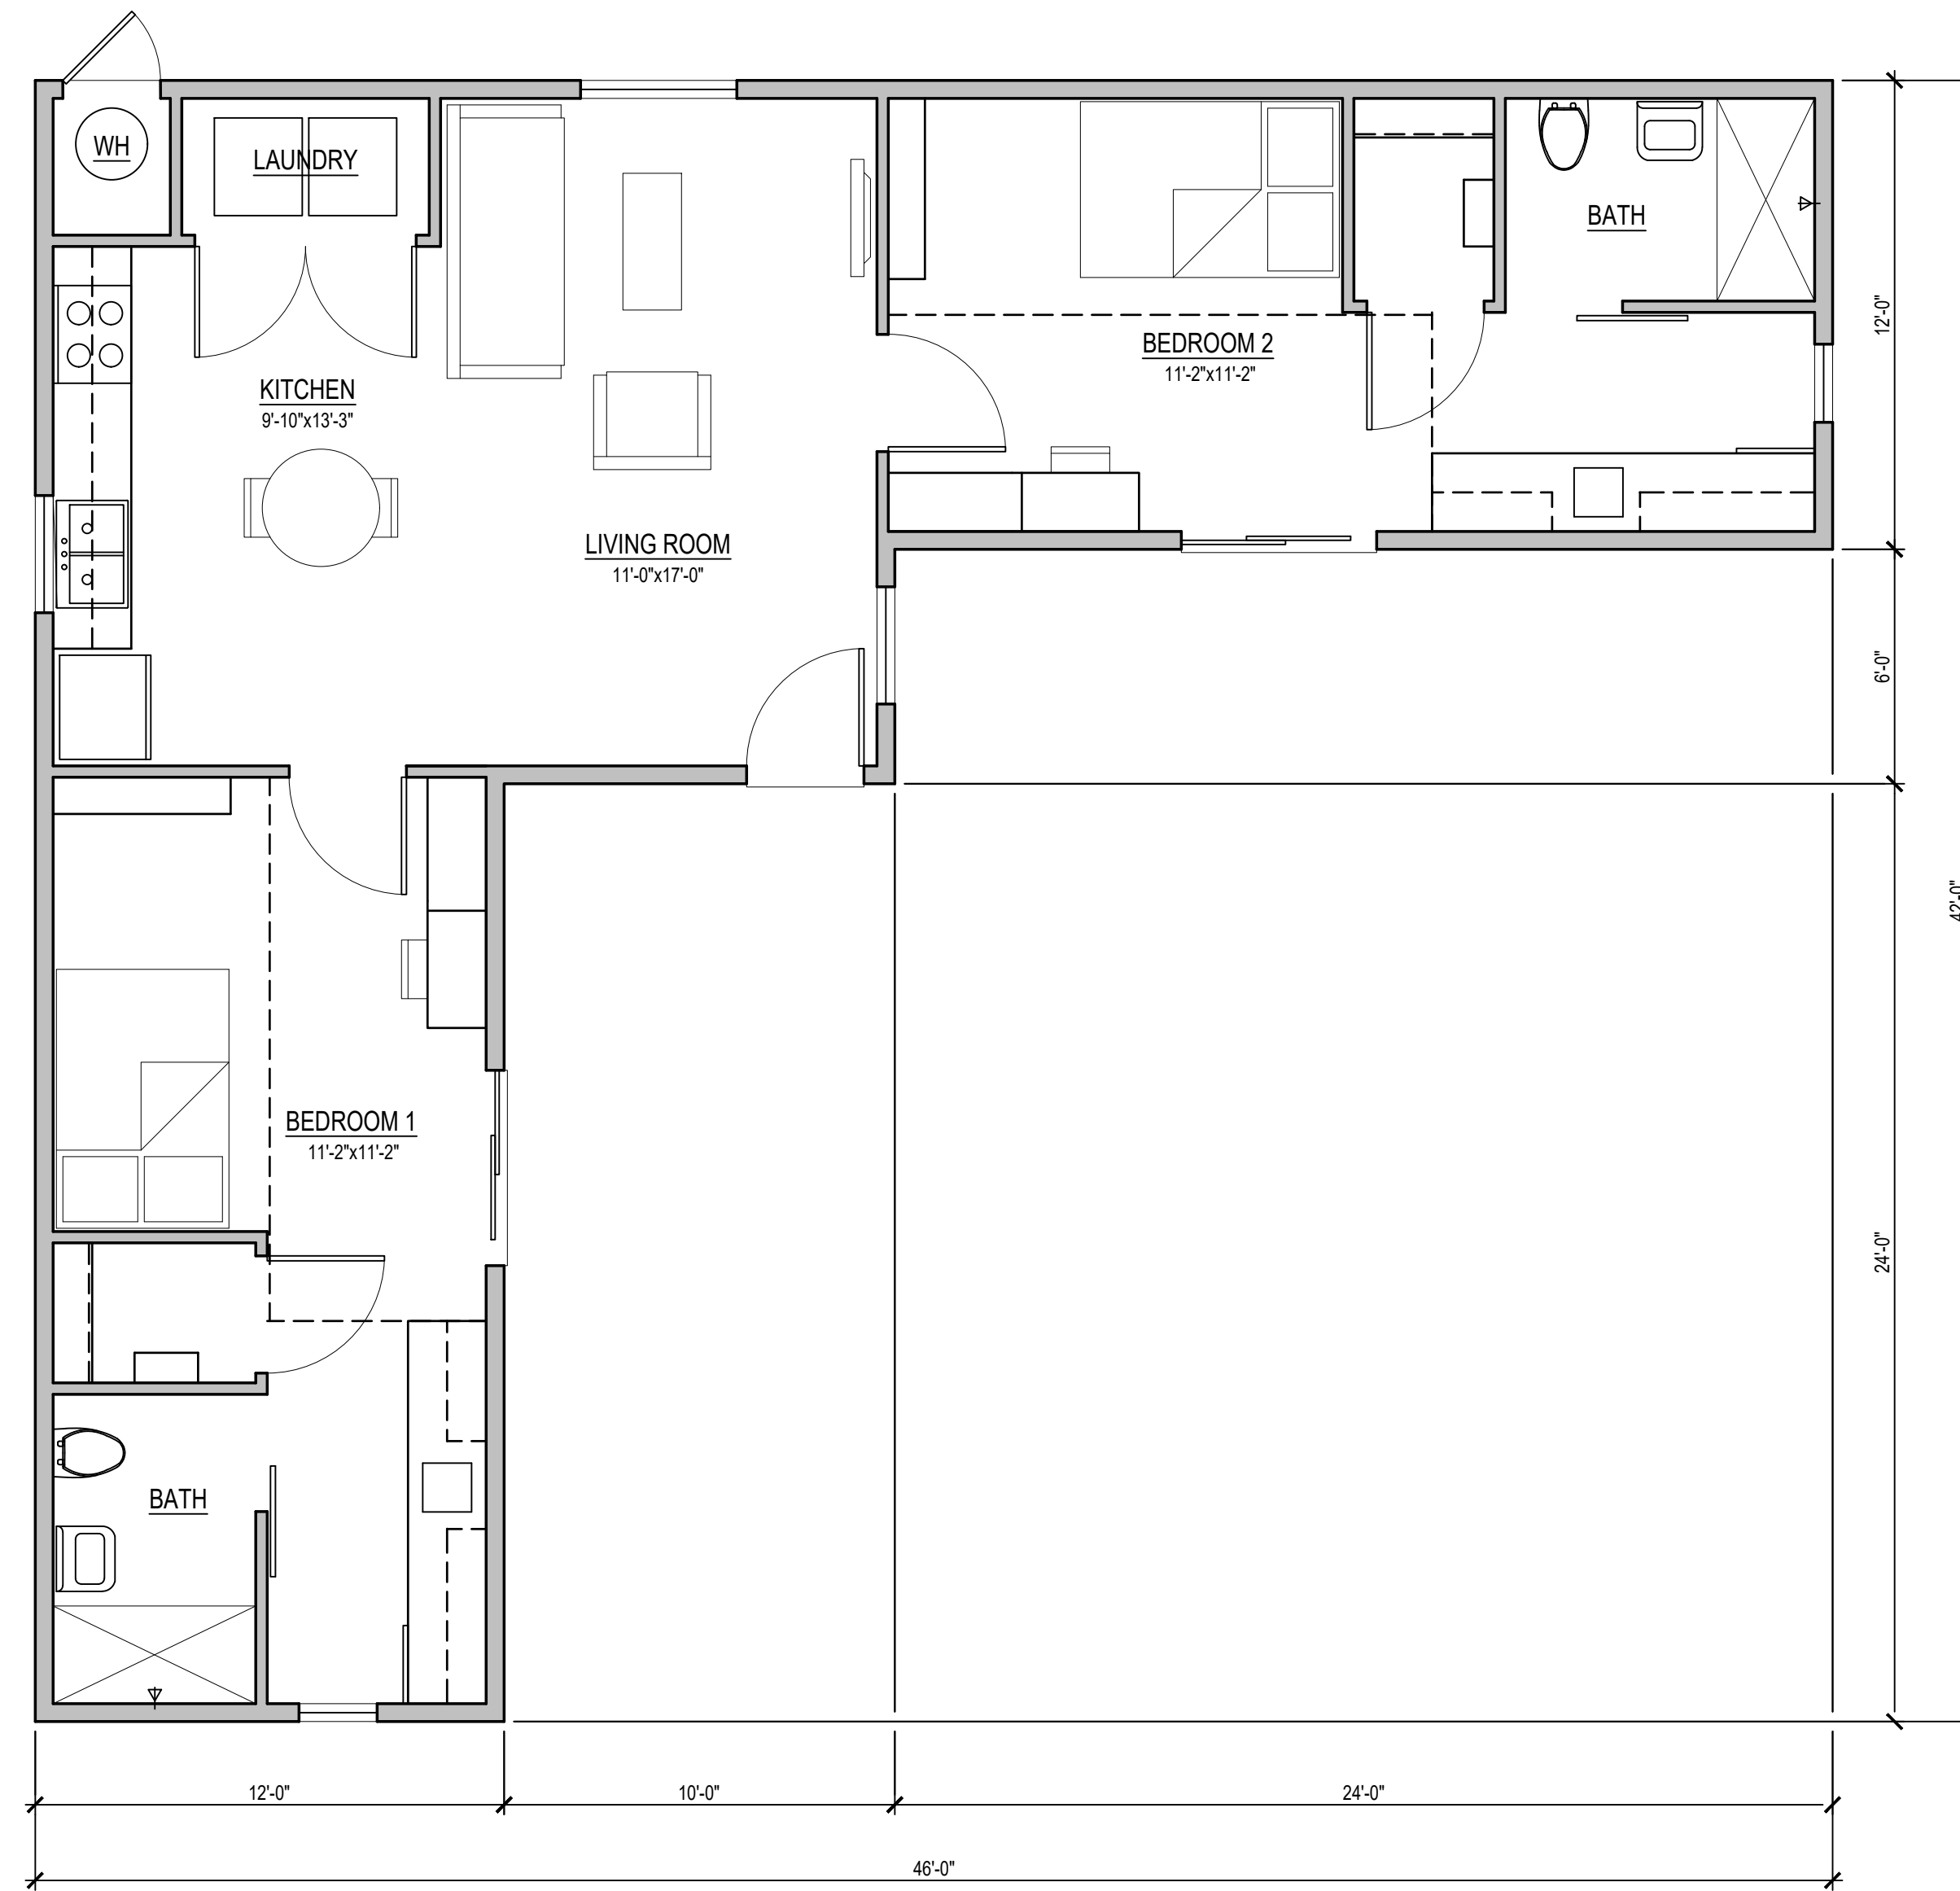 WH
LAUNDRY
BATH
12'-0"
BEDROOM 2
11'-2"x11'-2"
KITCHEN
9'-10"x13'-3"
LIVING ROOM
11'-0"x17'-0"
6'-0"
42'-0"
BEDROOM 1
11'-2"x11'-2"
24'-0"
BATH
12'-0"
10'-0"
24'-0"
46'-0"